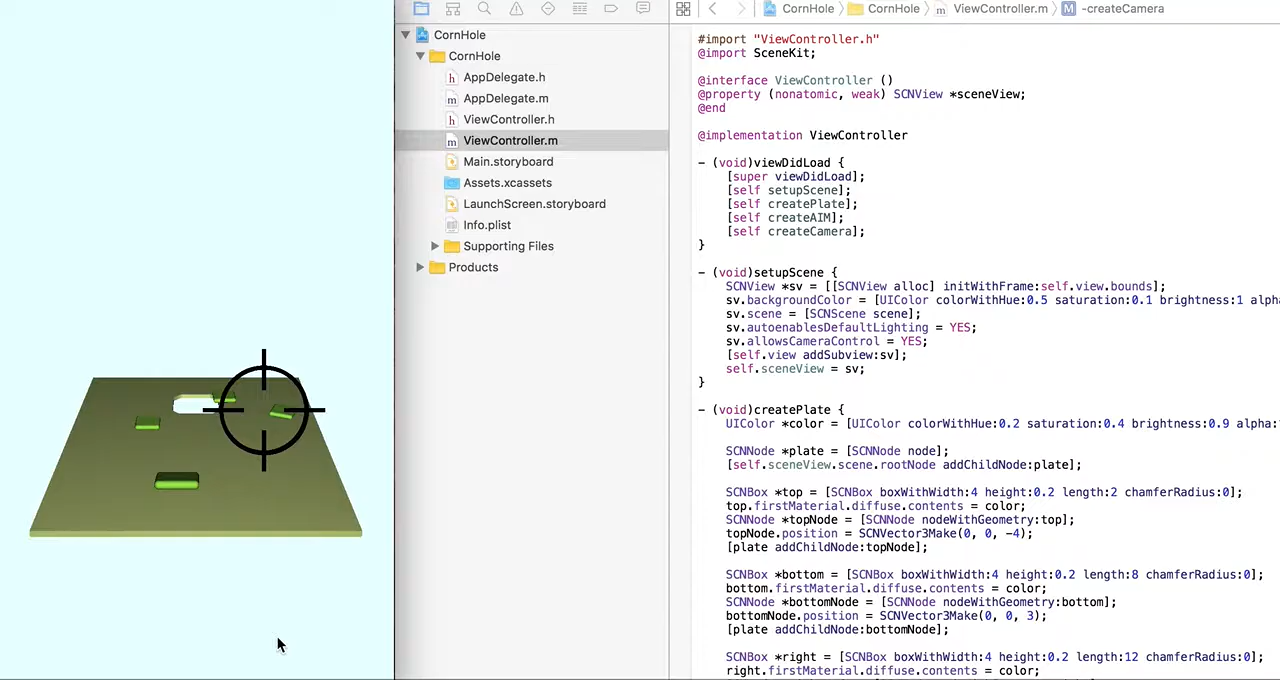 CornHole
CornHole
AppDelegate.h
AppDelegate.m
ViewController.h
ViewController.m
Main.storyboard
Assets.xcassets
LaunchScreen.storyboard
Info.plist
Supporting Files
Products
CornHole CornHole ViewController.m -createCamera
#import "ViewController.h"
@import SceneKit;
@interface ViewController ()
@property (nonatomic, weak) SCNView *sceneView;
@end
@implementation ViewController
- (void)viewDidLoad {
[super viewDidLoad];
[self setupScene];
[self createPlate];
[self createAIM];
[self createCamera];
}
- (void)setupScene {
SCNView *sv = [[SCNView alloc] initWithFrame:self.view.bounds];
sv.backgroundColor = [UIColor colorWithHue:0.5 saturation:0.1 brightness:1 alpha
sv.scene = [SCNScene scene];
sv.autoenablesDefaultLighting = YES;
sv.allowsCameraControl = YES;
[self.view addSubview:sv];
self.sceneView = sv;
}
- (void)createPlate {
UIColor *color = [UIColor colorWithHue:0.2 saturation:0.4 brightness:0.9 alpha:
SCNNode *plate = [SCNNode node];
[self.sceneView.scene.rootNode addChildNode:plate];
SCNBox *top = [SCNBox boxWithWidth:4 height:0.2 length:2 chamferRadius:0];
top.firstMaterial.diffuse.contents = color;
SCNNode *topNode = [SCNNode nodeWithGeometry:top];
topNode.position = SCNVector3Make(0, 0, -4);
[plate addChildNode:topNode];
SCNBox *bottom = [SCNBox boxWithWidth:4 height:0.2 length:8 chamferRadius:0];
bottom.firstMaterial.diffuse.contents = color;
SCNNode *bottomNode = [SCNNode nodeWithGeometry:bottom];
bottomNode.position = SCNVector3Make(0, 0, 3);
[plate addChildNode:bottomNode];
SCNBox *right = [SCNBox boxWithWidth:4 height:0.2 length:12 chamferRadius:0];
right.firstMaterial.diffuse.contents = color;